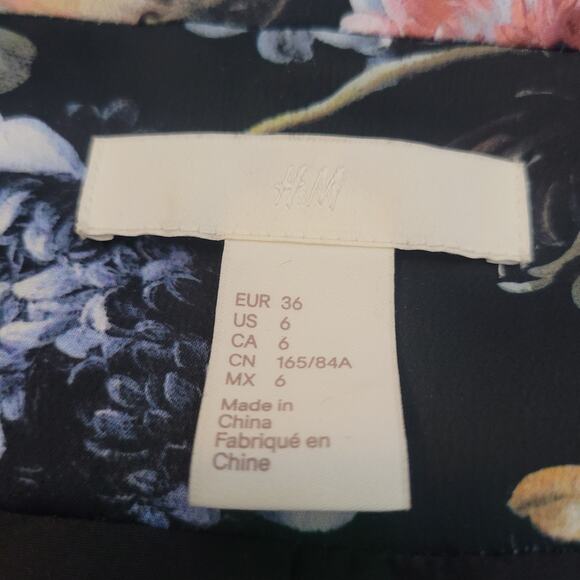 H&M
EUR 36
US 6
CA 6
CN 165/84A
MX 6
Made in
China
Fabriqué en
Chine